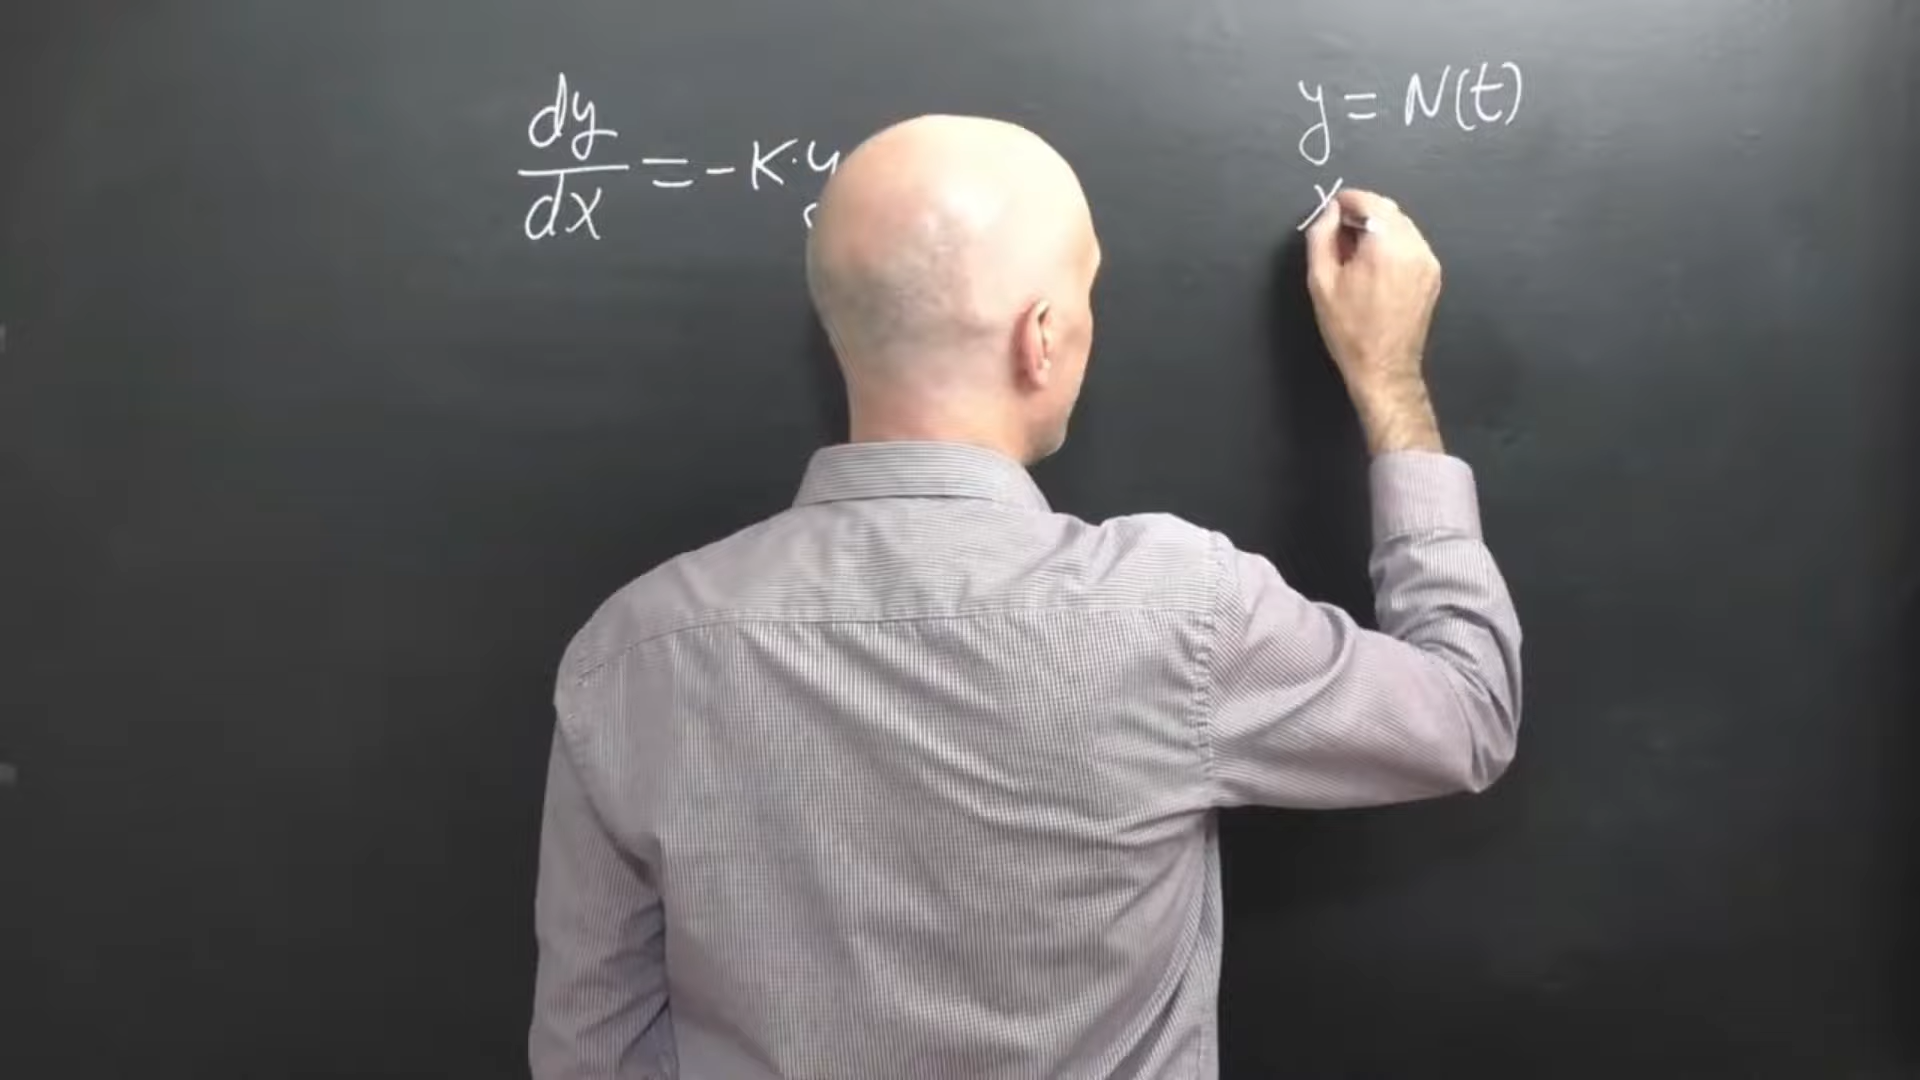 dy/dx = -K·y
y = N(t)
x